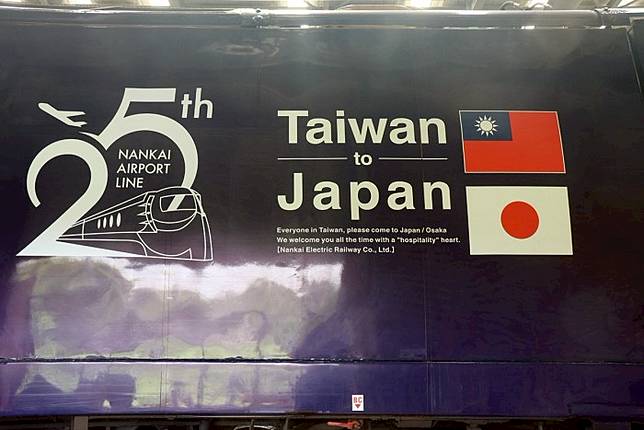 25th
NANKAI
AIRPORT
LINE
Taiwan
to
Japan
Everyone in Taiwan, please come to Japan / Osaka
We welcome you all the time with a "hospitality" heart.
[Nankai Electric Railway Co., Ltd.]
BC